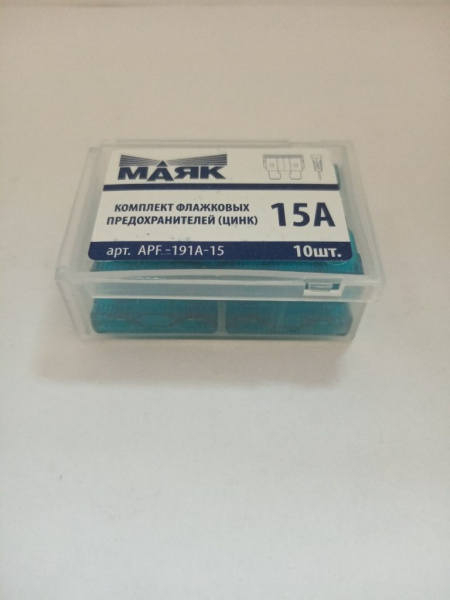 МАЯК
КОМПЛЕКТ ФЛАЖКОВЫХ
ПРЕДОХРАНИТЕЛЕЙ (ЦИНК)
15А
арт. APF-191A-15
10шт.